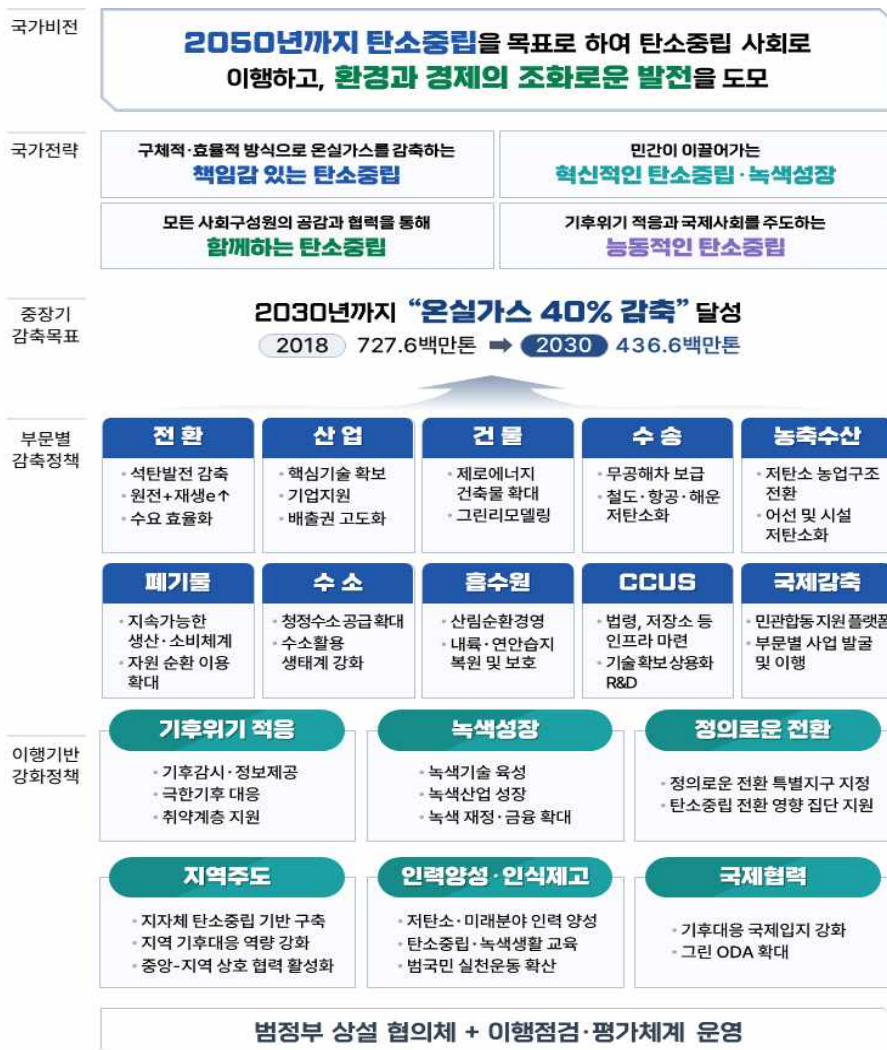 국가비전
2050년까지 탄소중립을 목표로 하여 탄소중립 사회로
이행하고, 환경과 경제의 조화로운 발전을 도모
국가전략
구체적·효율적 방식으로 온실가스를 감축하는
책임감 있는 탄소중립
민간이 이끌어가는
혁신적인 탄소중립·녹색성장
모든 사회구성원의 공감과 협력을 통해
함께하는 탄소중립
기후위기 적응과 국제사회를 주도하는
능동적인 탄소중립
중장기
감축목표
2030년까지 “온실가스 40% 감축” 달성
2018 727.6백만톤 ➡ 2030 436.6백만톤
부문별
감축정책
전 환
• 석탄발전 감축
• 원전+재생e↑
• 수요 효율화
산 업
• 핵심기술 확보
• 기업지원
• 배출권 고도화
건 물
• 제로에너지
건축물 확대
• 그린리모델링
수 송
• 무공해차 보급
• 철도·항공·해운
저탄소화
농축수산
• 저탄소 농업구조
전환
• 어선 및 시설
저탄소화
폐기물
• 지속가능한
생산·소비체계
• 자원 순환 이용
확대
수 소
• 청정수소 공급 확대
• 수소활용
생태계 강화
흡수원
• 산림순환경영
• 내륙·연안습지
복원 및 보호
CCUS
• 법령, 저장소 등
인프라 마련
• 기술확보 상용화
R&D
국제감축
• 민관합동 지원 플랫폼
• 부문별 사업 발굴
및 이행
이행기반
강화정책
기후위기 적응
• 기후감시·정보제공
• 극한기후 대응
• 취약계층 지원
녹색성장
• 녹색기술 육성
• 녹색산업 성장
• 녹색 재정·금융 확대
정의로운 전환
• 정의로운 전환 특별지구 지정
• 탄소중립 전환 영향 집단 지원
지역주도
• 지자체 탄소중립 기반 구축
• 지역 기후대응 역량 강화
• 중앙-지역 상호 협력 활성화
인력양성·인식제고
• 저탄소·미래분야 인력 양성
• 탄소중립·녹색생활 교육
• 범국민 실천운동 확산
국제협력
• 기후대응 국제입지 강화
• 그린 ODA 확대
범정부 상설 협의체 + 이행점검·평가체계 운영